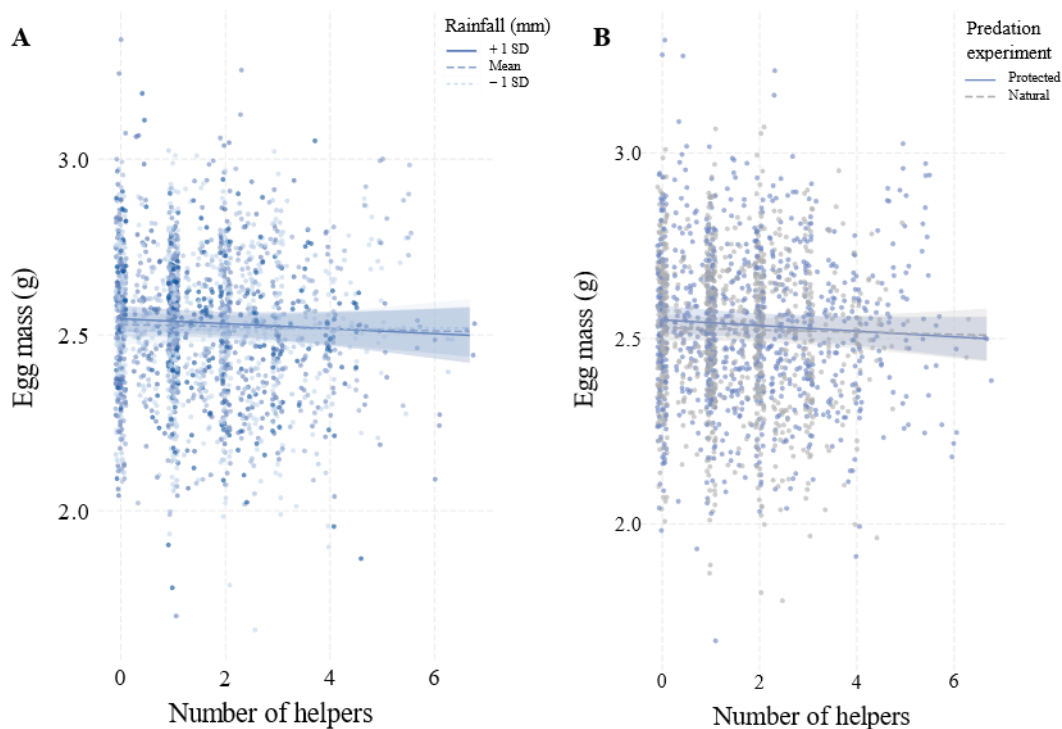 A
Rainfall (mm)
+ 1 SD
Mean
− 1 SD
Egg mass (g)
3.0
2.5
2.0
0 2 4 6
Number of helpers
B
Predation
experiment
Protected
Natural
Egg mass (g)
3.0
2.5
2.0
0 2 4 6
Number of helpers